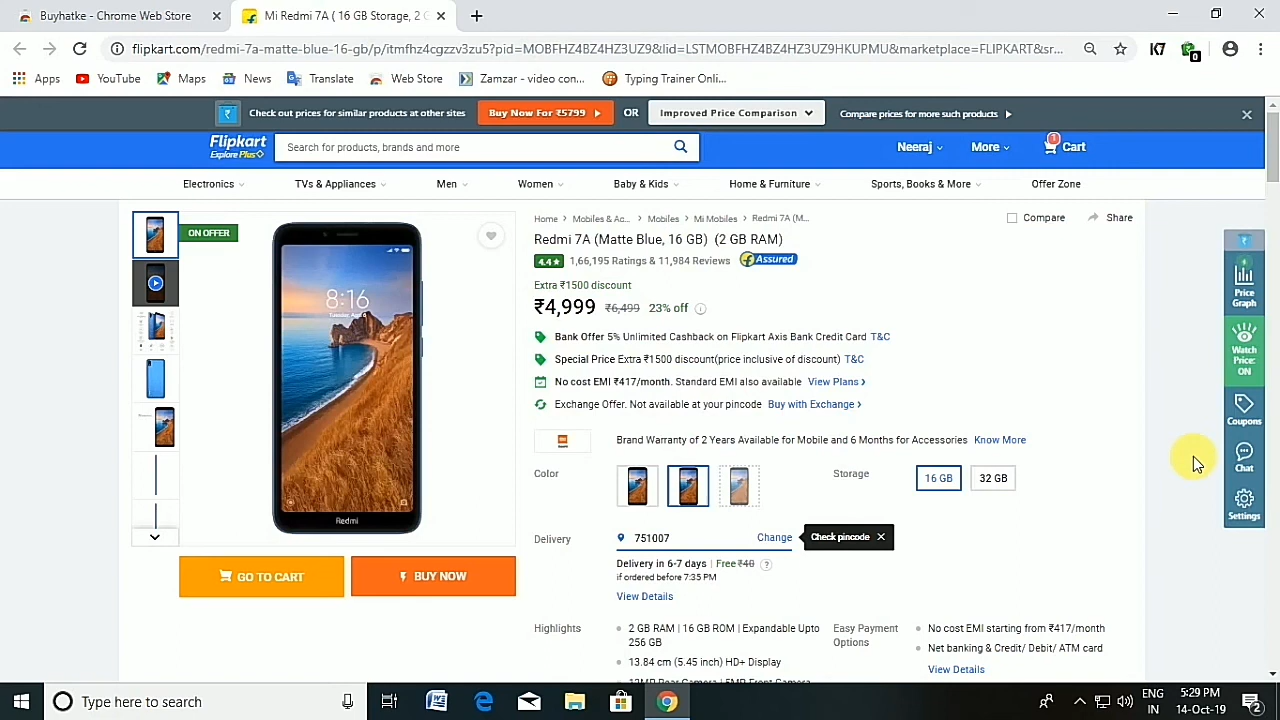 Buyhatke - Chrome Web Store
Mi Redmi 7A ( 16 GB Storage, 2 G
flipkart.com/redmi-7a-matte-blue-16-gb/p/itmfhz4cgzzv3zu5?pid=MOBFHZ4BZ4HZ3UZ9&lid=LSTMOBFHZ4BZ4HZ3UZ9HKUPMU&marketplace=FLIPKART&sr...
0
Apps YouTube Maps News Translate Web Store Zamzar - video con... Typing Trainer Onli...
Check out prices for similar products at other sites Buy Now For ₹5799 OR Improved Price Comparison Compare prices for more such products
Flipkart
Explore Plus
Search for products, brands and more
Neeraj More 1 Cart
Electronics TVs & Appliances Men Women Baby & Kids Home & Furniture Sports, Books & More Offer Zone
Home > Mobiles & Ac... > Mobiles > Mi Mobiles > Redmi 7A (M...
Compare Share
ON OFFER
Redmi 7A (Matte Blue, 16 GB) (2 GB RAM)
4.4★ 1,66,195 Ratings & 11,984 Reviews Assured
Extra ₹1500 discount
₹4,999 ₹6,499 23% off
Bank Offer 5% Unlimited Cashback on Flipkart Axis Bank Credit Card T&C
Special Price Extra ₹1500 discount(price inclusive of discount) T&C
No cost EMI ₹417/month. Standard EMI also available View Plans >
Exchange Offer. Not available at your pincode Buy with Exchange >
Brand Warranty of 2 Years Available for Mobile and 6 Months for Accessories Know More
Color
Storage 16 GB 32 GB
Delivery 751007 Change Check pincode
Delivery in 6-7 days | Free ₹40 ?
if ordered before 7:35 PM
View Details
8:16
Tuesday, Aug 6
Redmi
GO TO CART BUY NOW
Highlights
2 GB RAM | 16 GB ROM | Expandable Upto
256 GB
13.84 cm (5.45 inch) HD+ Display
12MP Rear Camera | 5MP Front Camera
Easy Payment
Options
No cost EMI starting from ₹417/month
Net banking & Credit/ Debit/ ATM card
View Details
Price
Graph
Watch
Price:
ON
Coupons
Chat
Settings
Type here to search
ENG
IN
5:29 PM
14-Oct-19
2